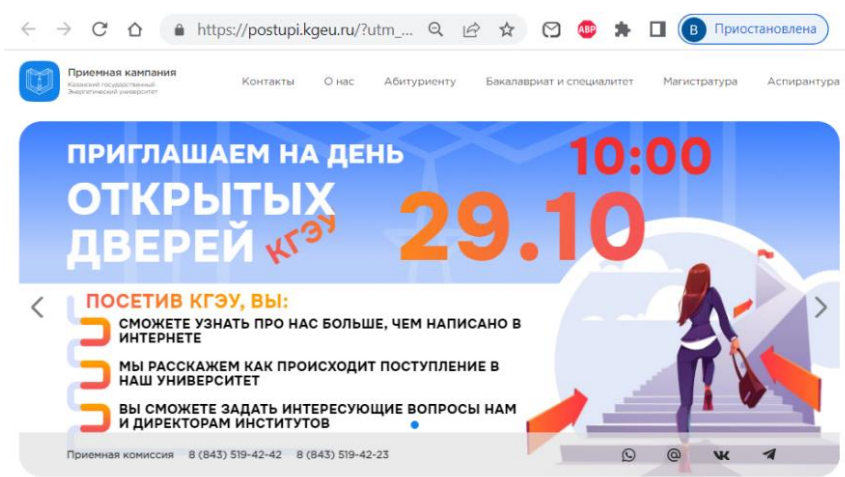 https://postupi.kgeu.ru/?utm_...
ABP
В Приостановлена
Приемная кампания
Казанский государственный
Энергетический университет
Контакты О нас Абитуриенту Бакалавриат и специалитет Магистратура Аспирантура
ПРИГЛАШАЕМ НА ДЕНЬ
ОТКРЫТЫХ
ДВЕРЕЙ КГЭУ
10:00
29.10
ПОСЕТИВ КГЭУ, ВЫ:
СМОЖЕТЕ УЗНАТЬ ПРО НАС БОЛЬШЕ, ЧЕМ НАПИСАНО В
ИНТЕРНЕТЕ
МЫ РАССКАЖЕМ КАК ПРОИСХОДИТ ПОСТУПЛЕНИЕ В
НАШ УНИВЕРСИТЕТ
ВЫ СМОЖЕТЕ ЗАДАТЬ ИНТЕРЕСУЮЩИЕ ВОПРОСЫ НАМ
И ДИРЕКТОРАМ ИНСТИТУТОВ
Приемная комиссия 8 (843) 519-42-42 8 (843) 519-42-23